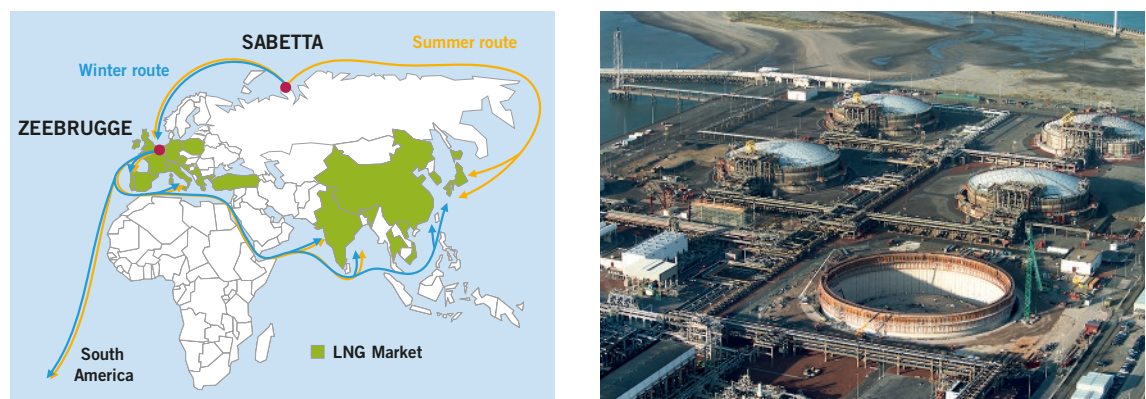 SABETTA
Summer route
Winter route
ZEEBRUGGE
South
America
LNG Market